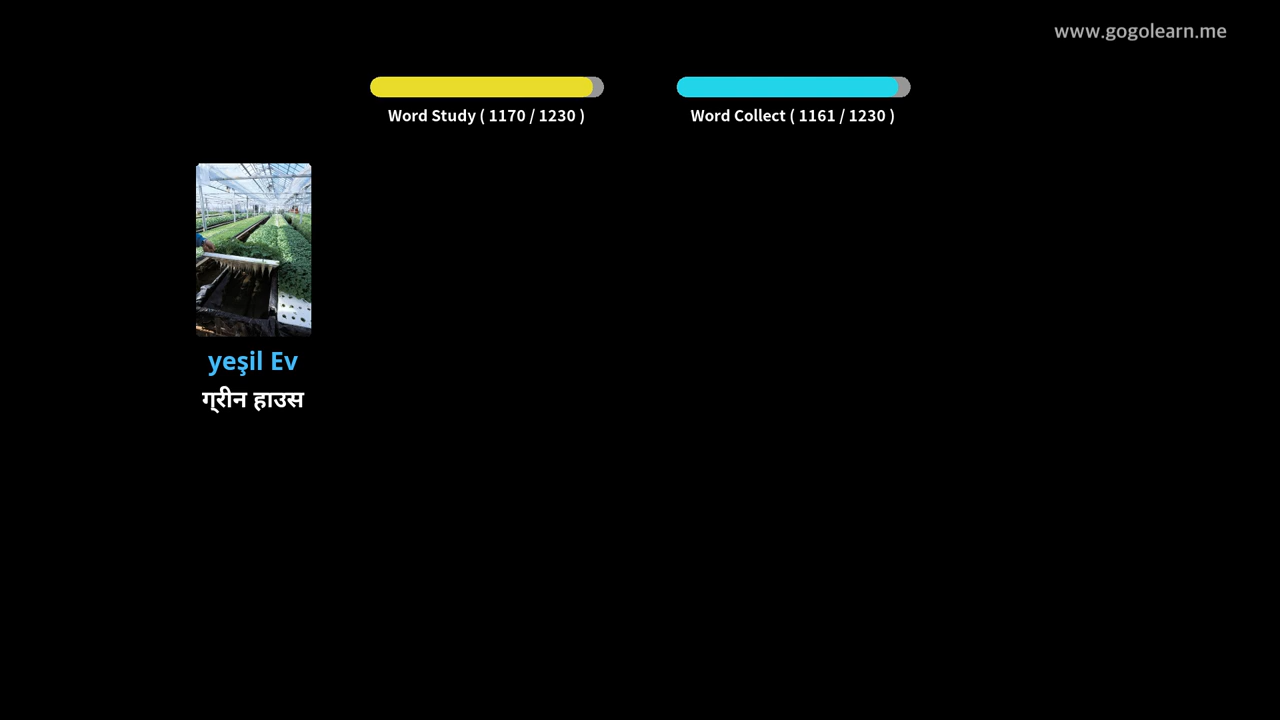 www.gogolearn.me
Word Study ( 1170 / 1230 )
Word Collect ( 1161 / 1230 )
yeşil Ev
ग्रीन हाउस